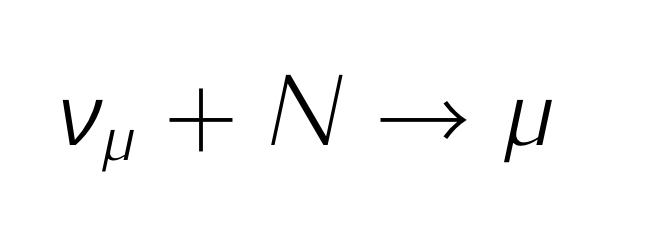 ν_μ + N → μ